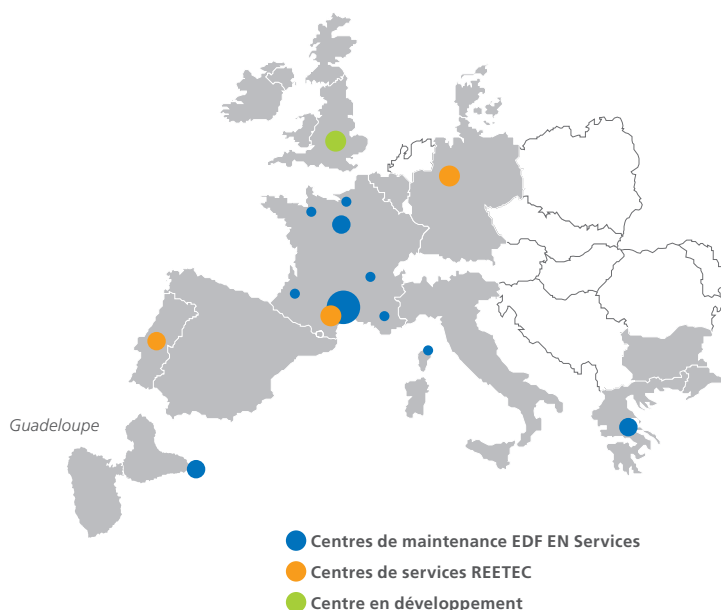 Guadeloupe
Centres de maintenance EDF EN Services
Centres de services REETEC
Centre en développement